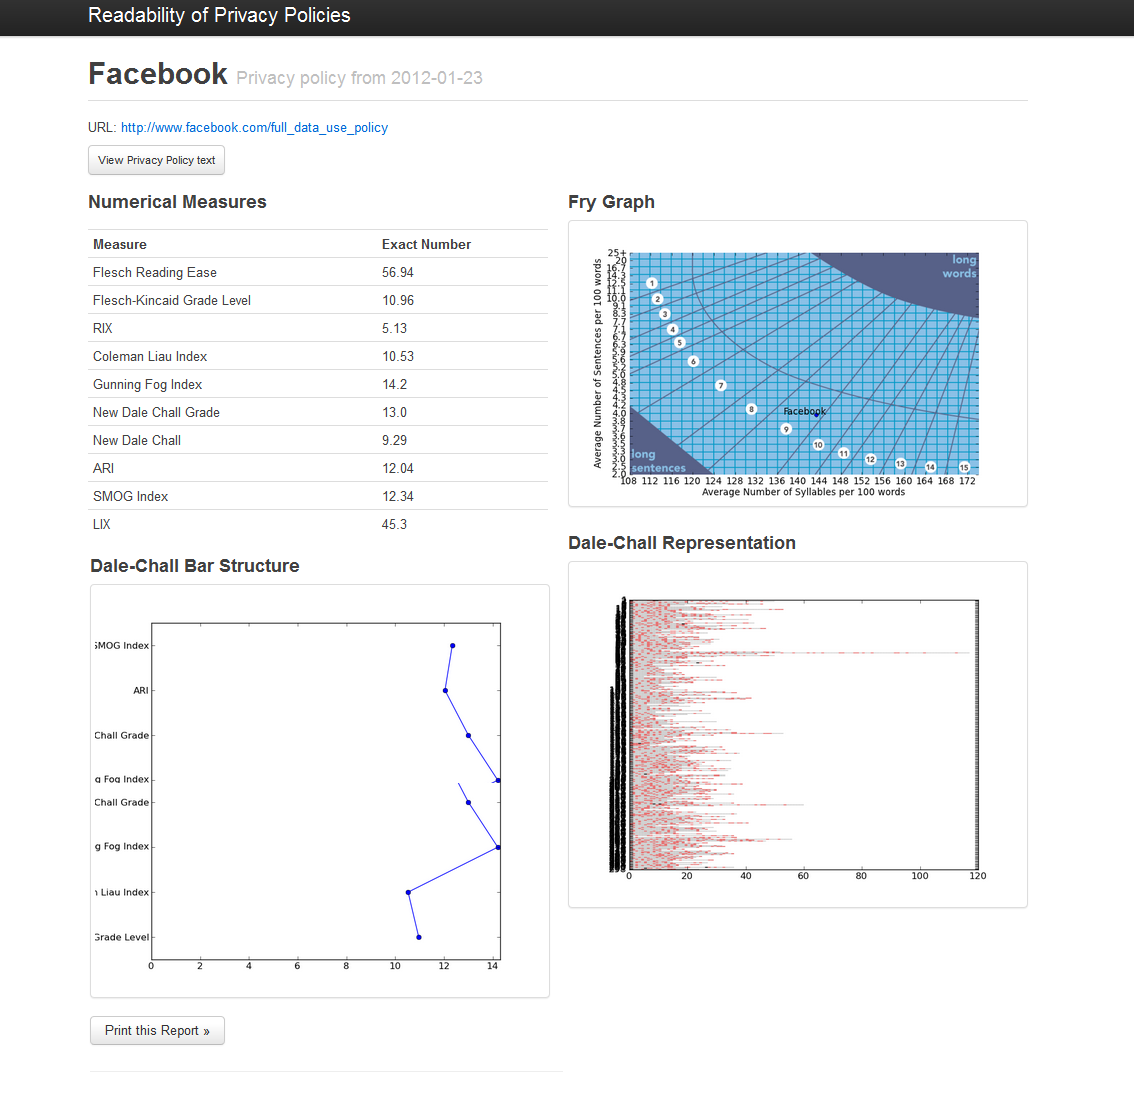 Readability of Privacy Policies
Facebook Privacy policy from 2012-01-23
URL: http://www.facebook.com/full_data_use_policy
View Privacy Policy text
Numerical Measures
Measure Exact Number
Flesch Reading Ease 56.94
Flesch-Kincaid Grade Level 10.96
RIX 5.13
Coleman Liau Index 10.53
Gunning Fog Index 14.2
New Dale Chall Grade 13.0
New Dale Chall 9.29
ARI 12.04
SMOG Index 12.34
LIX 45.3
Fry Graph
Average Number of Sentences per 100 words
25+
20
16.7
14.3
12.5
11.1
10.0
9.1
8.3
7.7
7.1
6.7
6.3
5.9
5.6
5.2
5.0
4.8
4.5
4.3
4.2
4.0
3.8
3.7
3.6
3.5
3.3
3.0
2.5
2.0
long
words
1
2
3
4
5
6
7
8
Facebook
9
10
11
12
13
14
15
long
sentences
108 112 116 120 124 128 132 136 140 144 148 152 156 160 164 168 172
Average Number of Syllables per 100 words
Dale-Chall Bar Structure
SMOG Index
ARI
Chall Grade
g Fog Index
Chall Grade
g Fog Index
Liau Index
Grade Level
0 2 4 6 8 10 12 14
Dale-Chall Representation
0 20 40 60 80 100 120
Print this Report »